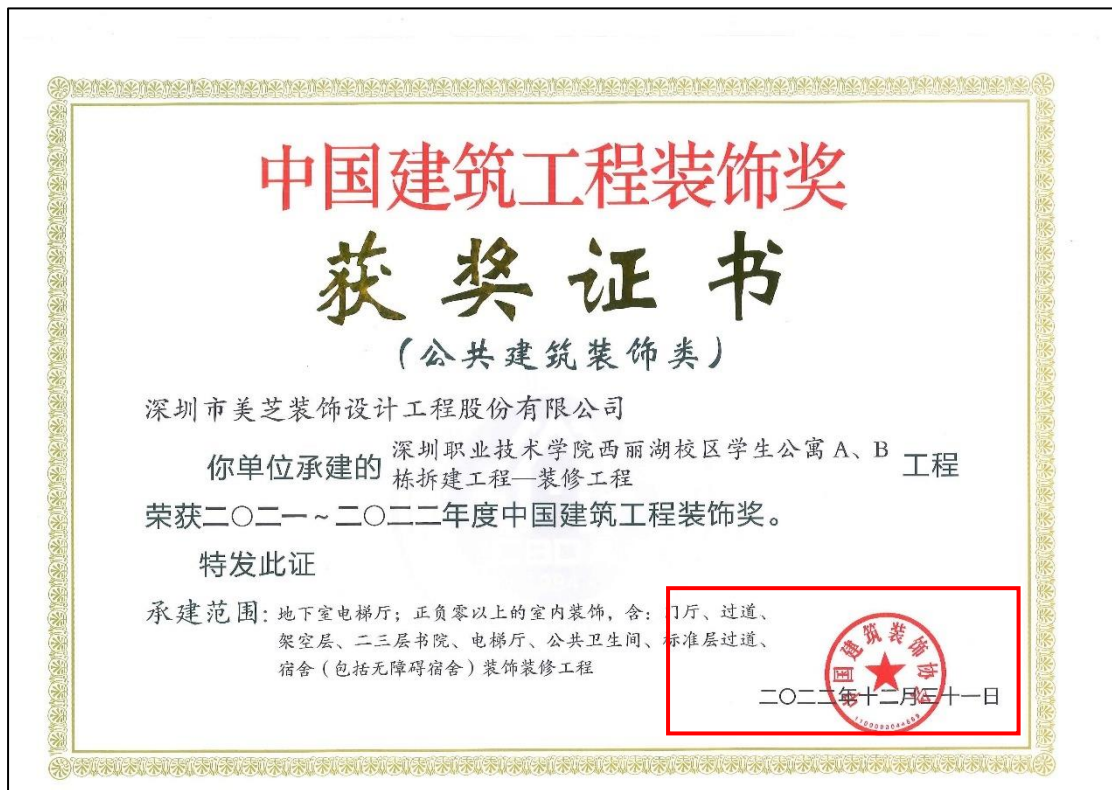 中国建筑工程装饰奖
获奖证书
（公共建筑装饰类）
深圳市美芝装饰设计工程股份有限公司
你单位承建的 深圳职业技术学院西丽湖校区学生公寓A、B
栋拆建工程—装修工程 工程
荣获二〇二一～二〇二二年度中国建筑工程装饰奖。
特发此证
承建范围：地下室电梯厅；正负零以上的室内装饰，含：门厅、过道、
架空层、二三层书院、电梯厅、公共卫生间、标准层过道、
宿舍（包括无障碍宿舍）装饰装修工程
中国建筑装饰协会
二〇二二年十二月三十一日